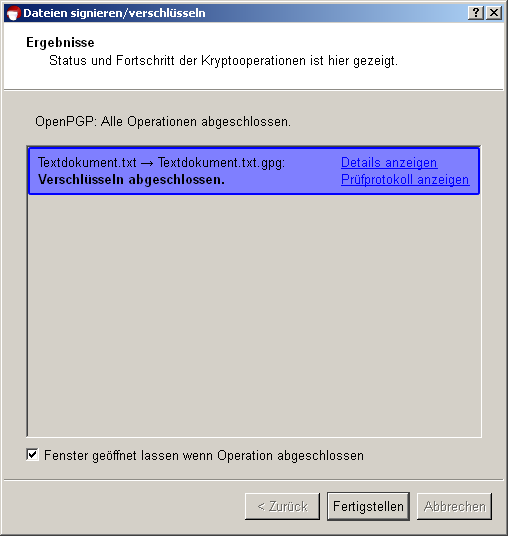 Dateien signieren/verschlüsseln
Ergebnisse
Status und Fortschritt der Kryptooperationen ist hier gezeigt.
OpenPGP: Alle Operationen abgeschlossen.
Textdokument.txt → Textdokument.txt.gpg: Details anzeigen
Verschlüsseln abgeschlossen. Prüfprotokoll anzeigen
Fenster geöffnet lassen wenn Operation abgeschlossen
< Zurück Fertigstellen Abbrechen